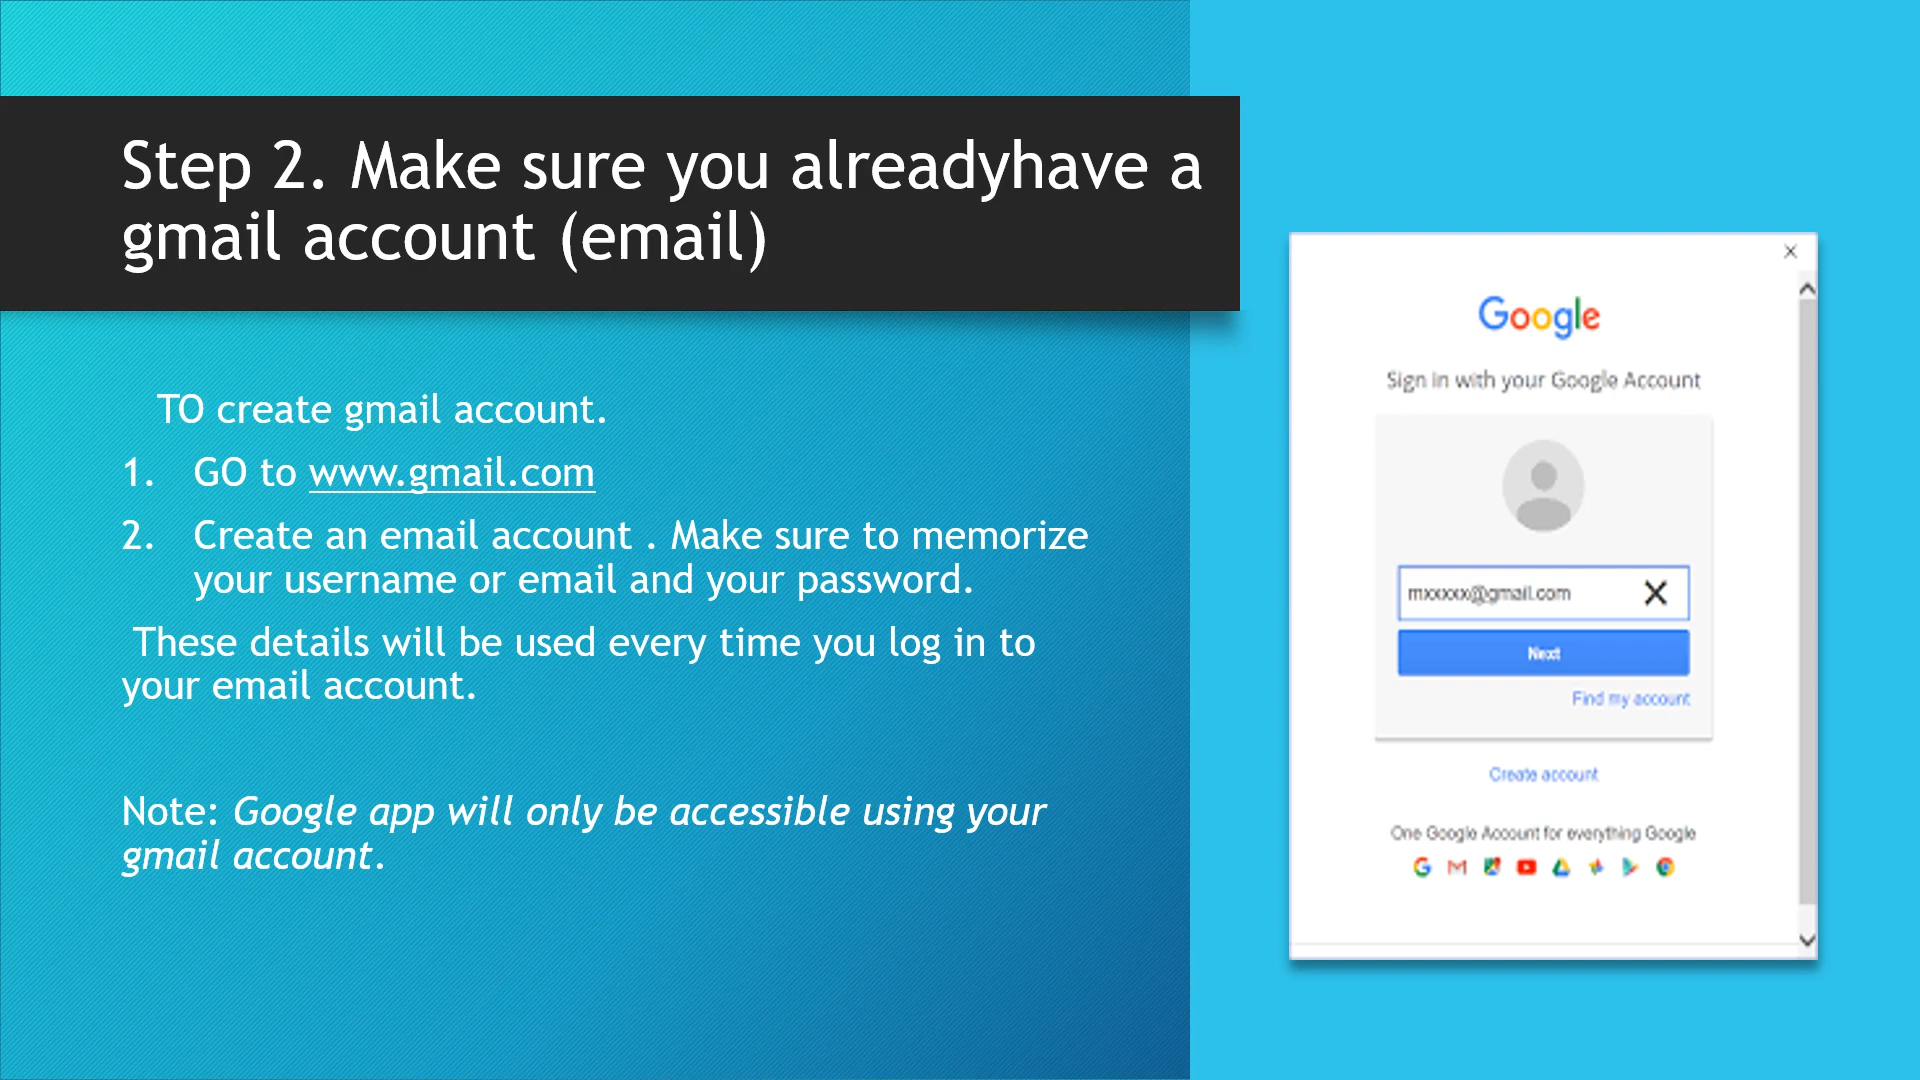 Step 2. Make sure you alreadyhave a
gmail account (email)
TO create gmail account.
1. GO to www.gmail.com
2. Create an email account . Make sure to memorize
your username or email and your password.
These details will be used every time you log in to
your email account.
Note: Google app will only be accessible using your
gmail account.
Google
Sign in with your Google Account
mxxxxx@gmail.com
Next
Find my account
Create account
One Google Account for everything Google